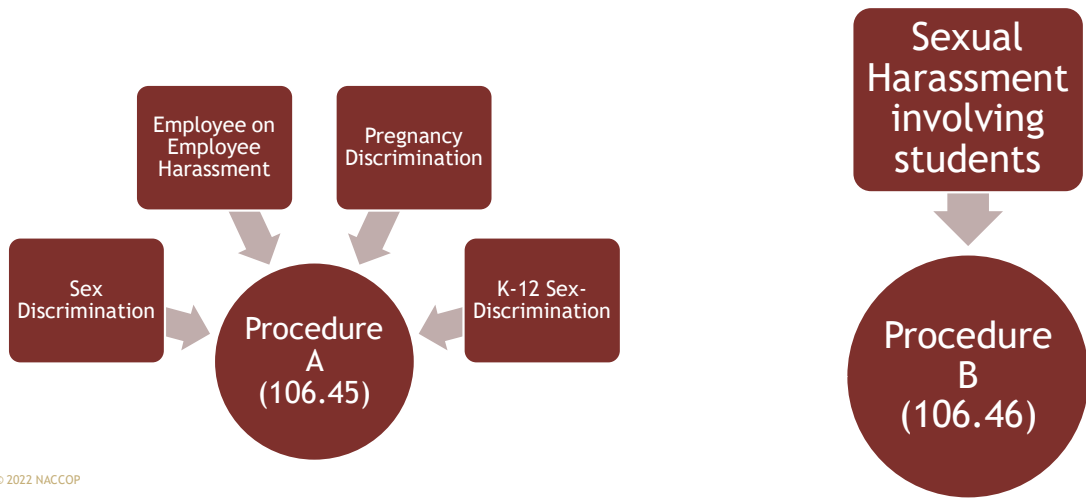 Employee on
Employee
Harassment
Pregnancy
Discrimination
Sex
Discrimination
K-12 Sex-
Discrimination
Procedure
A
(106.45)
Sexual
Harassment
involving
students
Procedure
B
(106.46)
© 2022 NACCOP